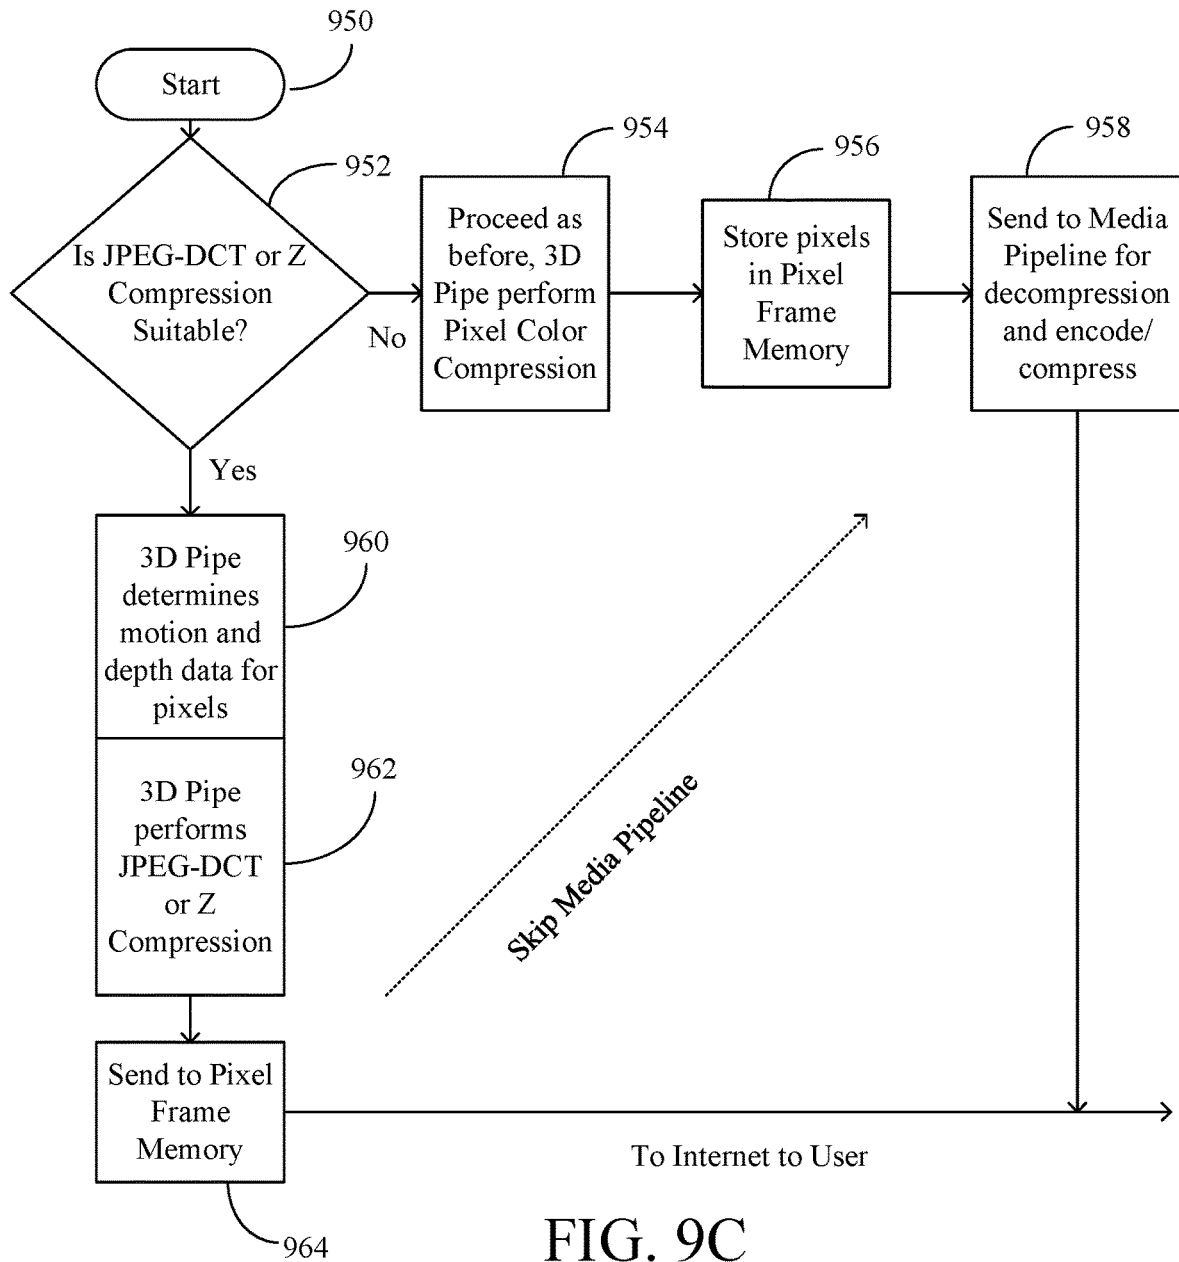 950
Start
952
Is JPEG-DCT or Z
Compression
Suitable?
No
Yes
954
Proceed as
before, 3D
Pipe perform
Pixel Color
Compression
956
Store pixels
in Pixel
Frame
Memory
958
Send to Media
Pipeline for
decompression
and encode/
compress
960
3D Pipe
determines
motion and
depth data for
pixels
962
3D Pipe
performs
JPEG-DCT
or Z
Compression
Skip Media Pipeline
Send to Pixel
Frame
Memory
964
To Internet to User
FIG. 9C